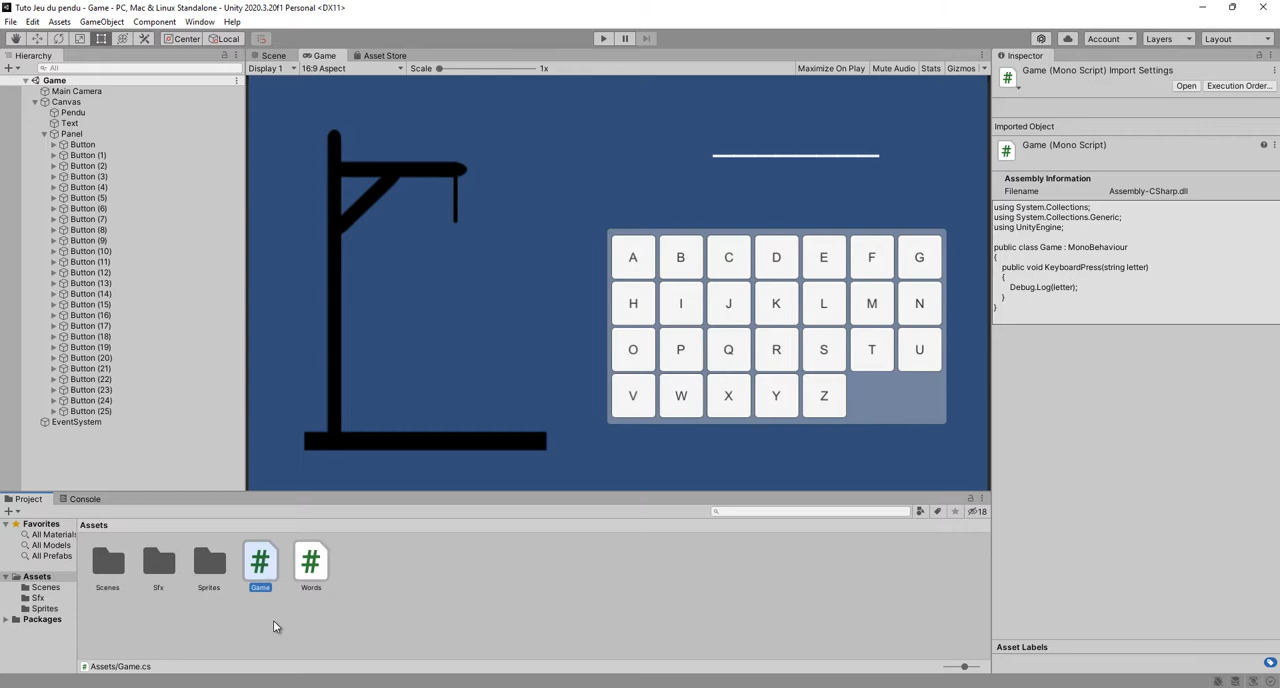 Tuto Jeu du pendu - Game - PC, Mac & Linux Standalone - Unity 2020.3.20f1 Personal <DX11>
File Edit Assets GameObject Component Window Help
Center Local Account Layers Layout
Hierarchy
All
Game
Main Camera
Canvas
Pendu
Text
Panel
Button
Button (1)
Button (2)
Button (3)
Button (4)
Button (5)
Button (6)
Button (7)
Button (8)
Button (9)
Button (10)
Button (11)
Button (12)
Button (13)
Button (14)
Button (15)
Button (16)
Button (17)
Button (18)
Button (19)
Button (20)
Button (21)
Button (22)
Button (23)
Button (24)
Button (25)
EventSystem
Scene Game Asset Store
Display 1 16:9 Aspect Scale 1x Maximize On Play Mute Audio Stats Gizmos
A B C D E F G
H I J K L M N
O P Q R S T U
V W X Y Z
Inspector
Game (Mono Script) Import Settings
Open Execution Order...
Imported Object
Game (Mono Script)
Assembly Information
Filename Assembly-CSharp.dll
using System.Collections;
using System.Collections.Generic;
using UnityEngine;
public class Game : MonoBehaviour
{
public void KeyboardPress(string letter)
{
Debug.Log(letter);
}
}
Asset Labels
Project Console
18
Favorites
All Materials
All Models
All Prefabs
Assets
Scenes
Sfx
Sprites
Packages
Assets
Scenes Sfx Sprites Game Words
Assets/Game.cs